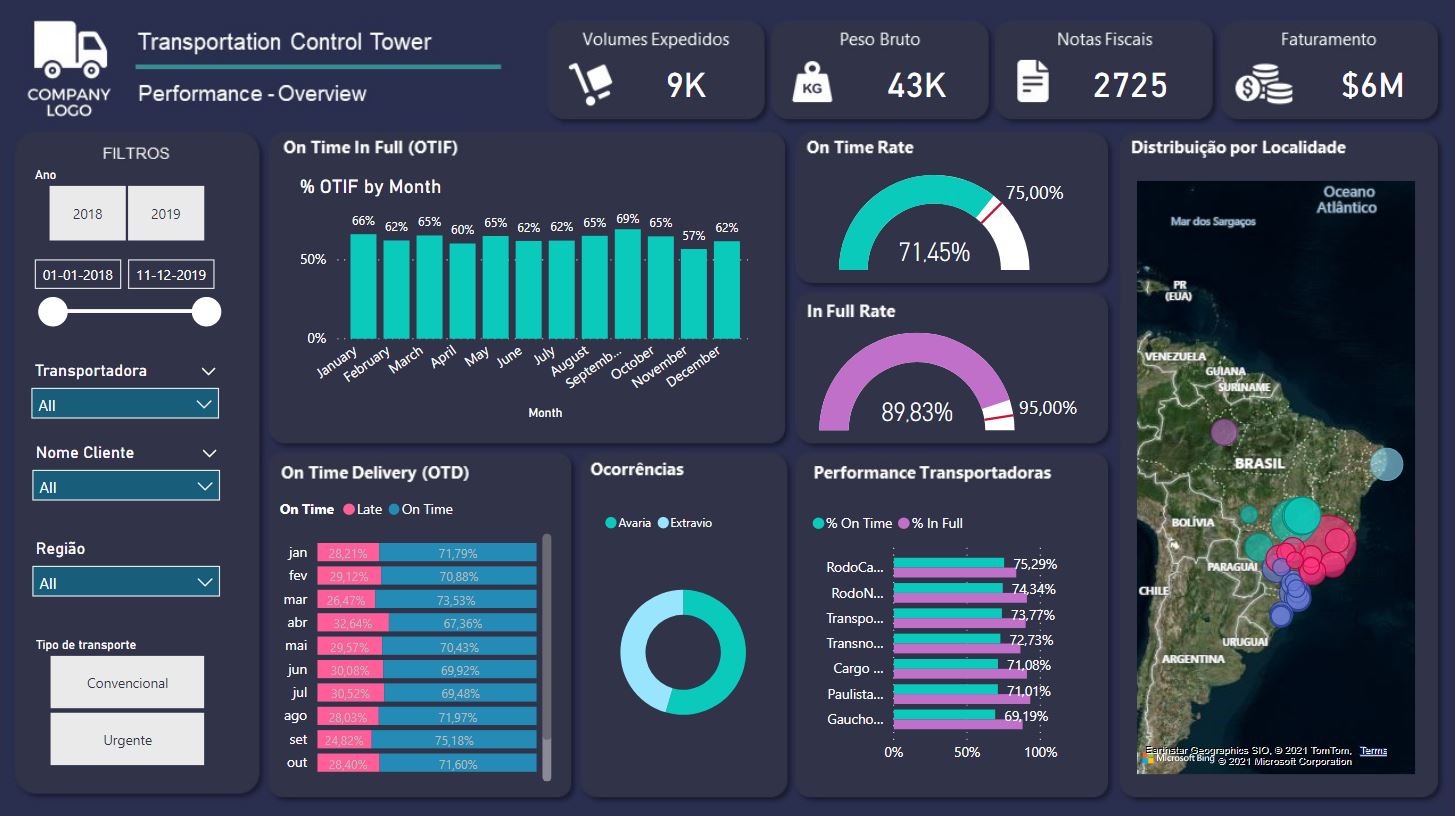 COMPANY
LOGO
Transportation Control Tower
Performance - Overview
Volumes Expedidos
9K
Peso Bruto
KG
43K
Notas Fiscais
2725
Faturamento
$
$6M
FILTROS
Ano
2018
2019
01-01-2018
11-12-2019
Transportadora
All
Nome Cliente
All
Região
All
Tipo de transporte
Convencional
Urgente
On Time In Full (OTIF)
% OTIF by Month
66%
62%
65%
60%
65%
62%
62%
65%
69%
65%
57%
62%
50%
0%
January
February
March
April
May
June
July
August
Septemb...
October
November
December
Month
On Time Rate
75,00%
71,45%
In Full Rate
95,00%
89,83%
On Time Delivery (OTD)
On Time Late On Time
jan 28,21% 71,79%
fev 29,12% 70,88%
mar 26,47% 73,53%
abr 32,64% 67,36%
mai 29,57% 70,43%
jun 30,08% 69,92%
jul 30,52% 69,48%
ago 28,03% 71,97%
set 24,82% 75,18%
out 28,40% 71,60%
Ocorrências
Avaria Extravio
Performance Transportadoras
% On Time % In Full
RodoCa... 75,29%
RodoN... 74,34%
Transpo... 73,77%
Transno... 72,73%
Cargo ... 71,08%
Paulista... 71,01%
Gaucho... 69,19%
0% 50% 100%
Distribuição por Localidade
Oceano
Atlântico
Mar dos Sargaços
PR
(EUA)
VENEZUELA
GUIANA
SURINAME
BRASIL
BOLÍVIA
PARAGUAI
CHILE
URUGUAI
ARGENTINA
Earthstar Geographics SIO, © 2021 TomTom, Terms
Microsoft Bing © 2021 Microsoft Corporation